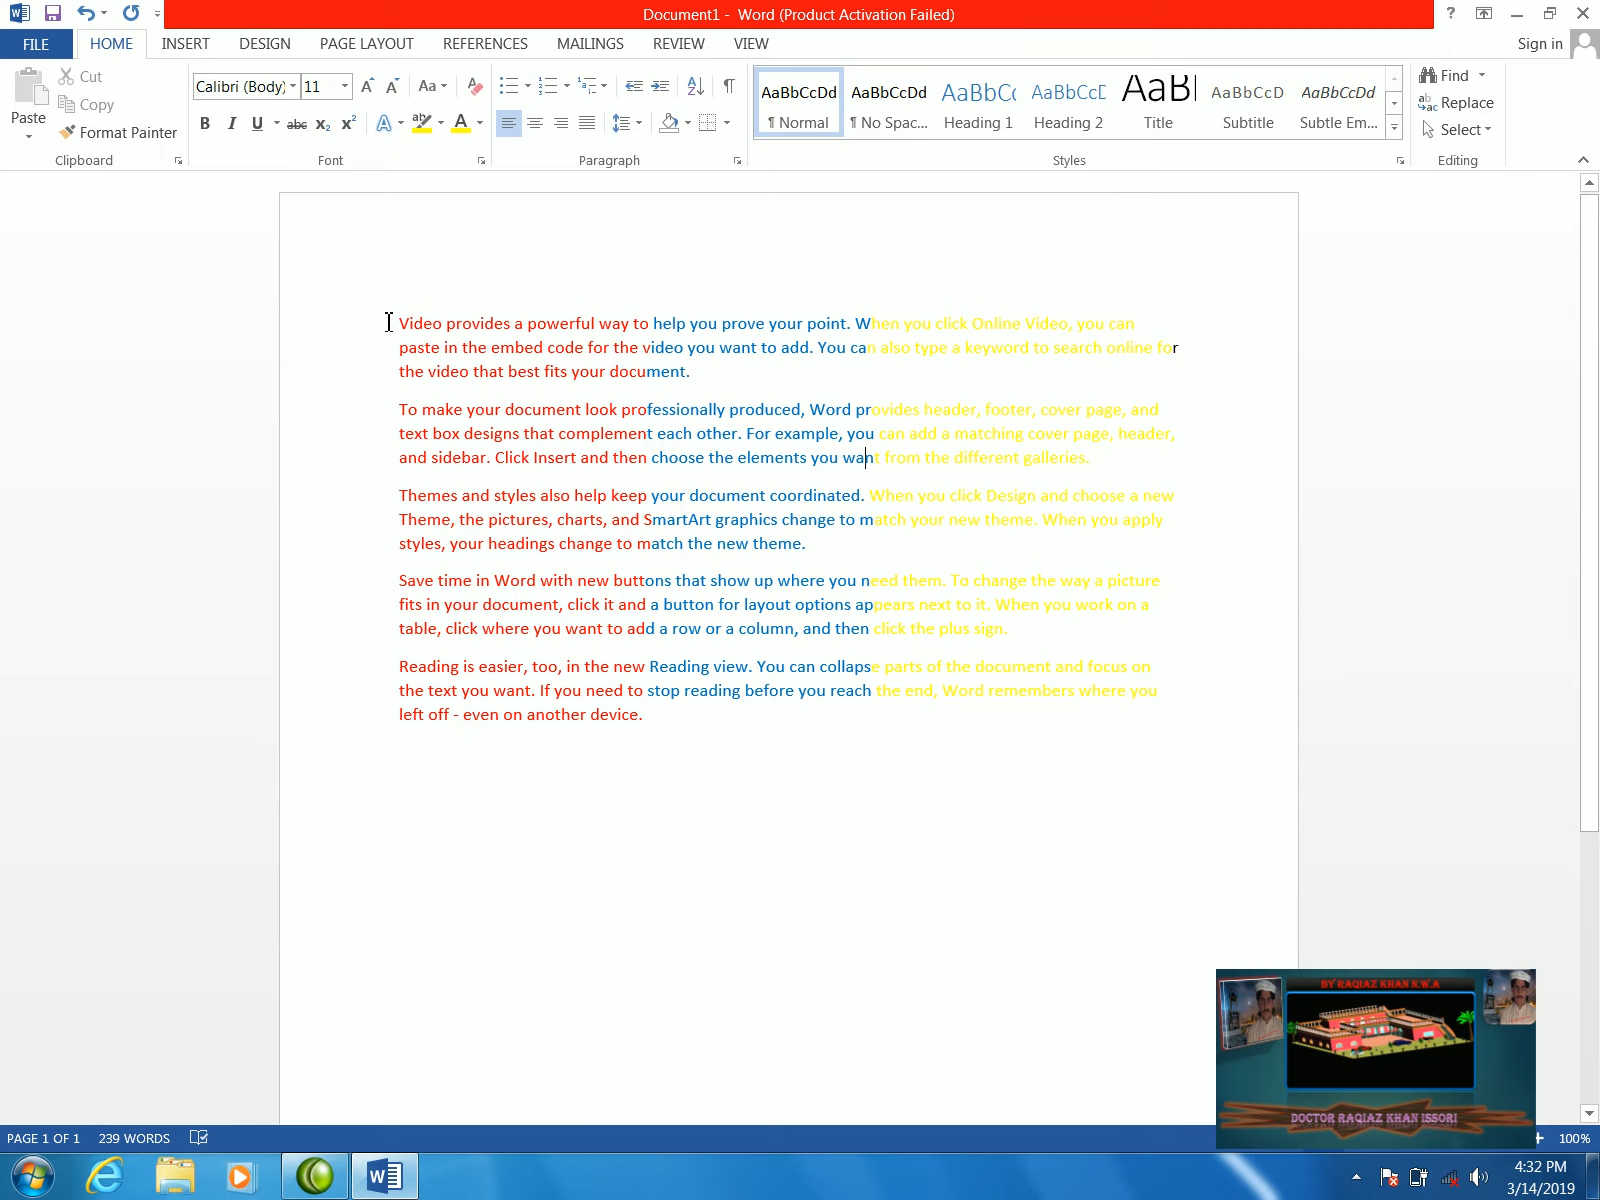 Document1 - Word (Product Activation Failed)
FILE HOME INSERT DESIGN PAGE LAYOUT REFERENCES MAILINGS REVIEW VIEW Sign in
Paste
Cut
Copy
Format Painter
Clipboard
Calibri (Body) 11
Font
Paragraph
AaBbCcDd AaBbCcDd AaBbCc AaBbCcD AaBl AaBbCcD AaBbCcDd
¶ Normal ¶ No Spac... Heading 1 Heading 2 Title Subtitle Subtle Em...
Styles
Find
Replace
Select
Editing
Video provides a powerful way to help you prove your point. When you click Online Video, you can
paste in the embed code for the video you want to add. You can also type a keyword to search online for
the video that best fits your document.
To make your document look professionally produced, Word provides header, footer, cover page, and
text box designs that complement each other. For example, you can add a matching cover page, header,
and sidebar. Click Insert and then choose the elements you want from the different galleries.
Themes and styles also help keep your document coordinated. When you click Design and choose a new
Theme, the pictures, charts, and SmartArt graphics change to match your new theme. When you apply
styles, your headings change to match the new theme.
Save time in Word with new buttons that show up where you need them. To change the way a picture
fits in your document, click it and a button for layout options appears next to it. When you work on a
table, click where you want to add a row or a column, and then click the plus sign.
Reading is easier, too, in the new Reading view. You can collapse parts of the document and focus on
the text you want. If you need to stop reading before you reach the end, Word remembers where you
left off - even on another device.
BY RAQIAZ KHAN N.W.A
DOCTOR RAQIAZ KHAN ISSORI
PAGE 1 OF 1 239 WORDS 100%
4:32 PM
3/14/2019